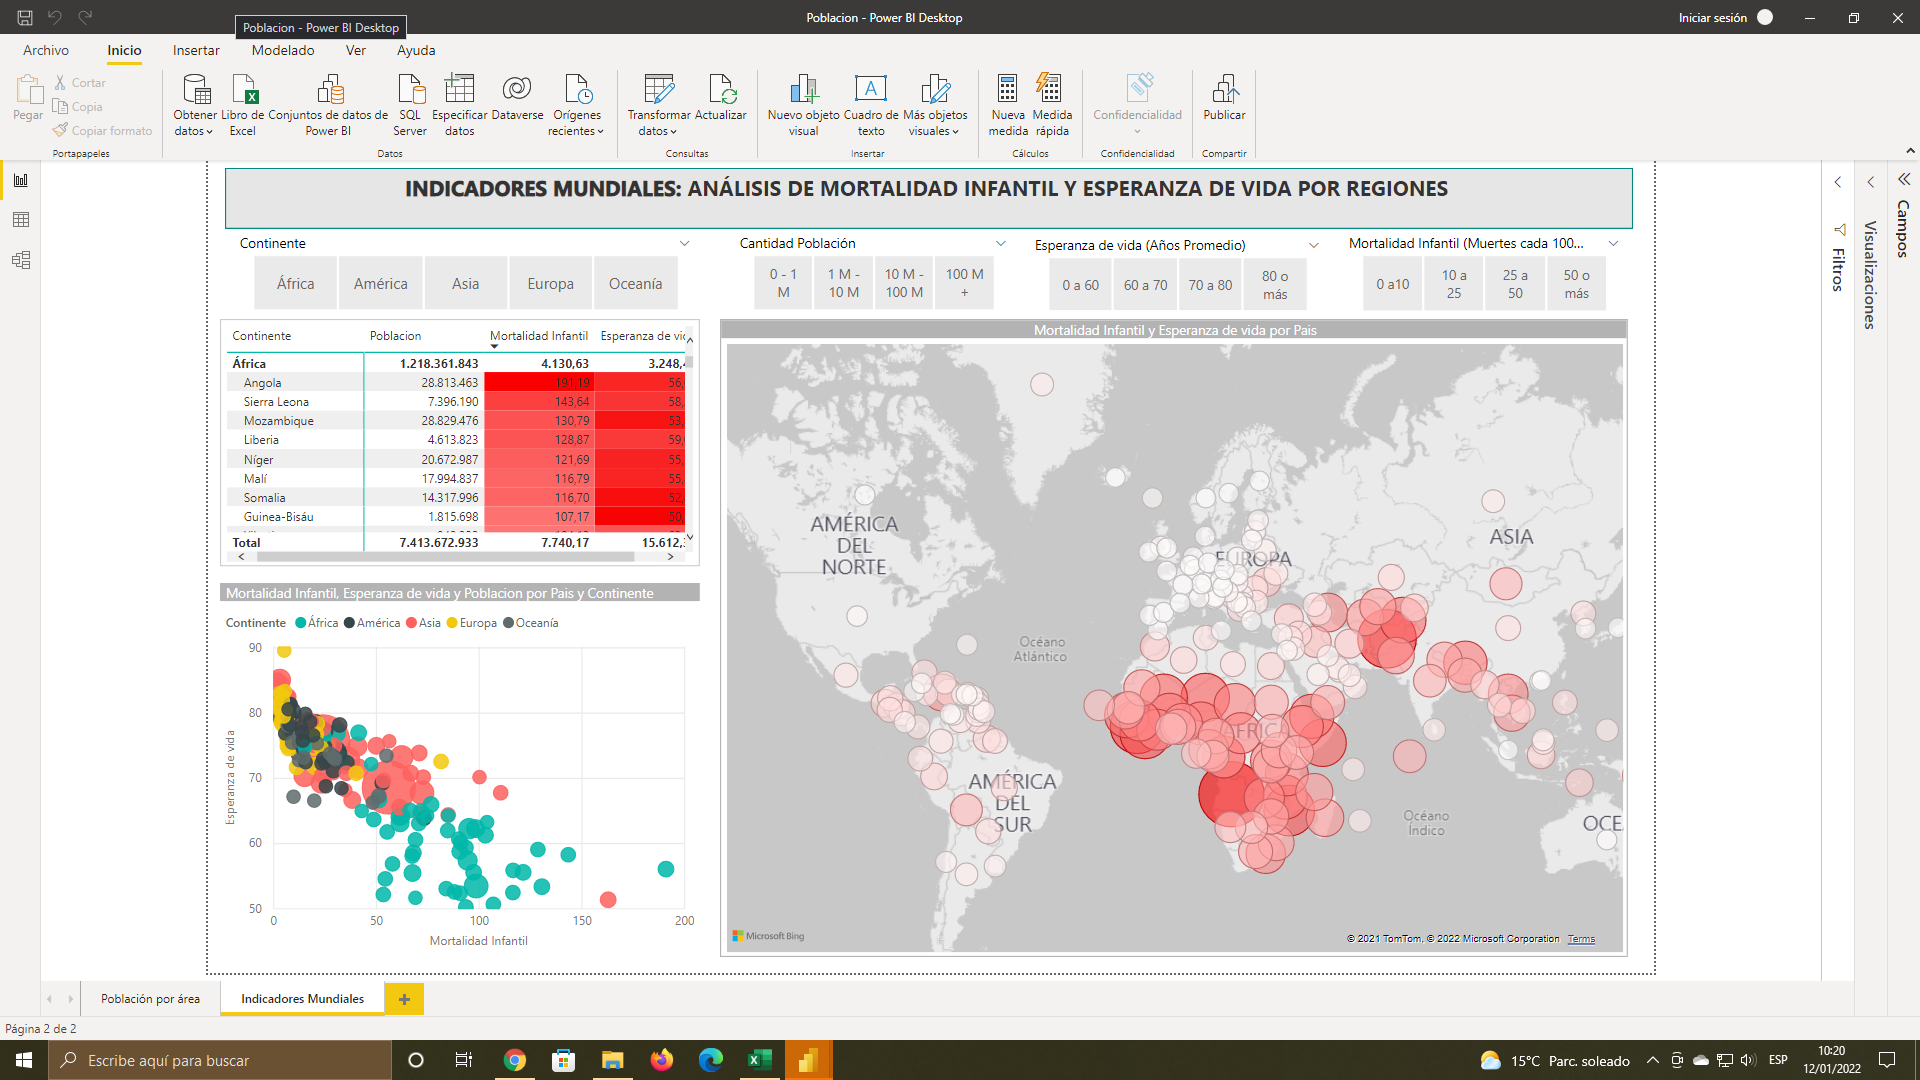 Poblacion - Power BI Desktop
Poblacion - Power BI Desktop
Iniciar sesión
Archivo
Inicio
Insertar
Modelado
Ver
Ayuda
Pegar
Cortar
Copia
Copiar formato
Portapapeles
Obtener datos
Libro de Excel
Conjuntos de datos de Power BI
SQL Server
Especificar datos
Dataverse
Orígenes recientes
Datos
Transformar datos
Actualizar
Consultas
Nuevo objeto visual
Cuadro de texto
Más objetos visuales
Insertar
Nueva medida
Medida rápida
Cálculos
Confidencialidad
Confidencialidad
Publicar
Compartir
INDICADORES MUNDIALES: ANÁLISIS DE MORTALIDAD INFANTIL Y ESPERANZA DE VIDA POR REGIONES
Continente
África
América
Asia
Europa
Oceanía
Cantidad Población
0 - 1 M
1 M - 10 M
10 M - 100 M
100 M +
Esperanza de vida (Años Promedio)
0 a 60
60 a 70
70 a 80
80 o más
Mortalidad Infantil (Muertes cada 100...
0 a10
10 a 25
25 a 50
50 o más
Filtros
Visualizaciones
Campos
Continente Poblacion Mortalidad Infantil Esperanza de vid
África 1.218.361.843 4.130,63 3.248,
Angola 28.813.463 191,19 56,
Sierra Leona 7.396.190 143,64 58,
Mozambique 28.829.476 130,79 53,
Liberia 4.613.823 128,87 59,
Níger 20.672.987 121,69 55,
Malí 17.994.837 116,79 55,
Somalia 14.317.996 116,70 52,
Guinea-Bisáu 1.815.698 107,17 50,
Total 7.413.672.933 7.740,17 15.612,
Mortalidad Infantil, Esperanza de vida y Poblacion por Pais y Continente
Continente África América Asia Europa Oceanía
90
80
70
60
50
Esperanza de vida
0 50 100 150 200
Mortalidad Infantil
Mortalidad Infantil y Esperanza de vida por Pais
AMÉRICA DEL NORTE
EUROPA
ASIA
Océano Atlántico
ÁFRICA
AMÉRICA DEL SUR
Océano Índico
OCE
Microsoft Bing
© 2021 TomTom, © 2022 Microsoft Corporation Terms
Población por área
Indicadores Mundiales
+
Página 2 de 2
Escribe aquí para buscar
15°C Parc. soleado
ESP
10:20
12/01/2022